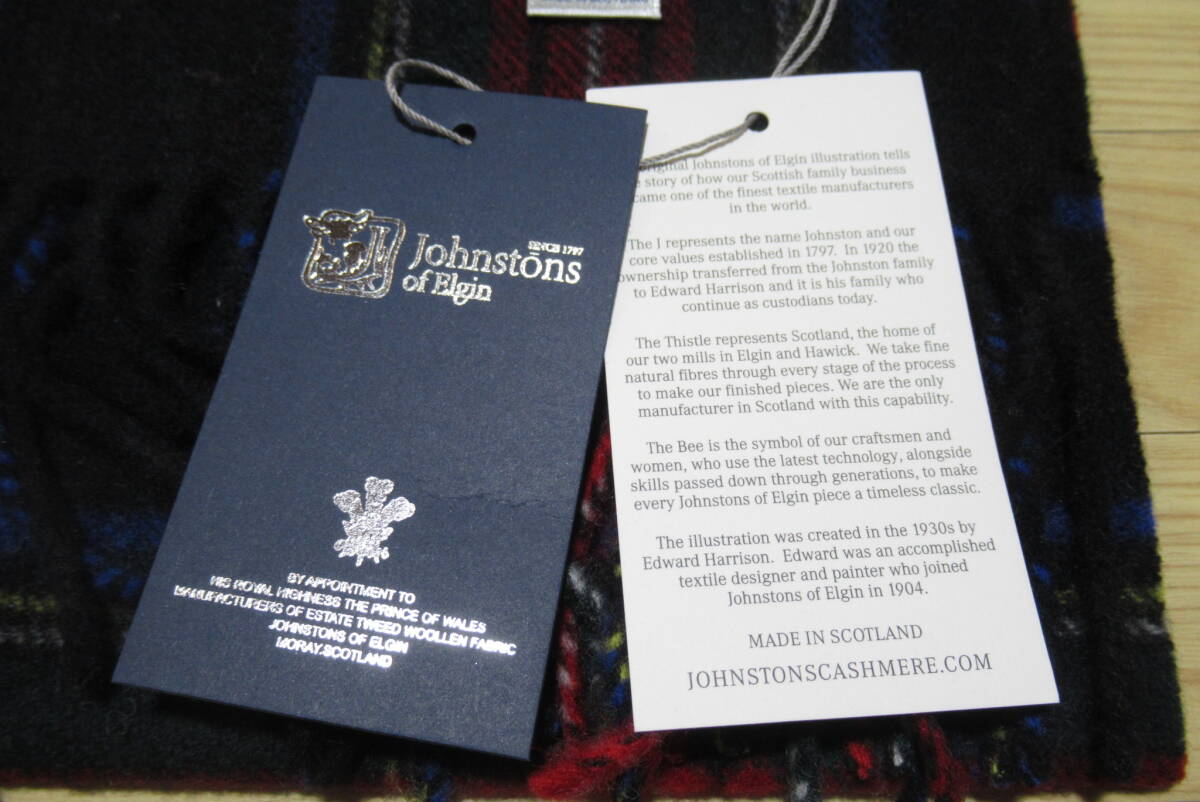 SINCE 1797
Johnstons
of Elgin
BY APPOINTMENT TO
HIS ROYAL HIGHNESS THE PRINCE OF WALES
MANUFACTURERS OF ESTATE TWEED WOOLLEN FABRIC
JOHNSTONS OF ELGIN
MORAY.SCOTLAND
original Johnstons of Elgin illustration tells
story of how our Scottish family business
came one of the finest textile manufacturers
in the world.
The J represents the name Johnston and our
core values established in 1797. In 1920 the
ownership transferred from the Johnston family
to Edward Harrison and it is his family who
continue as custodians today.
The Thistle represents Scotland, the home of
our two mills in Elgin and Hawick. We take fine
natural fibres through every stage of the process
to make our finished pieces. We are the only
manufacturer in Scotland with this capability.
The Bee is the symbol of our craftsmen and
women, who use the latest technology, alongside
skills passed down through generations, to make
every Johnstons of Elgin piece a timeless classic.
The illustration was created in the 1930s by
Edward Harrison. Edward was an accomplished
textile designer and painter who joined
Johnstons of Elgin in 1904.
MADE IN SCOTLAND
JOHNSTONSCASHMERE.COM